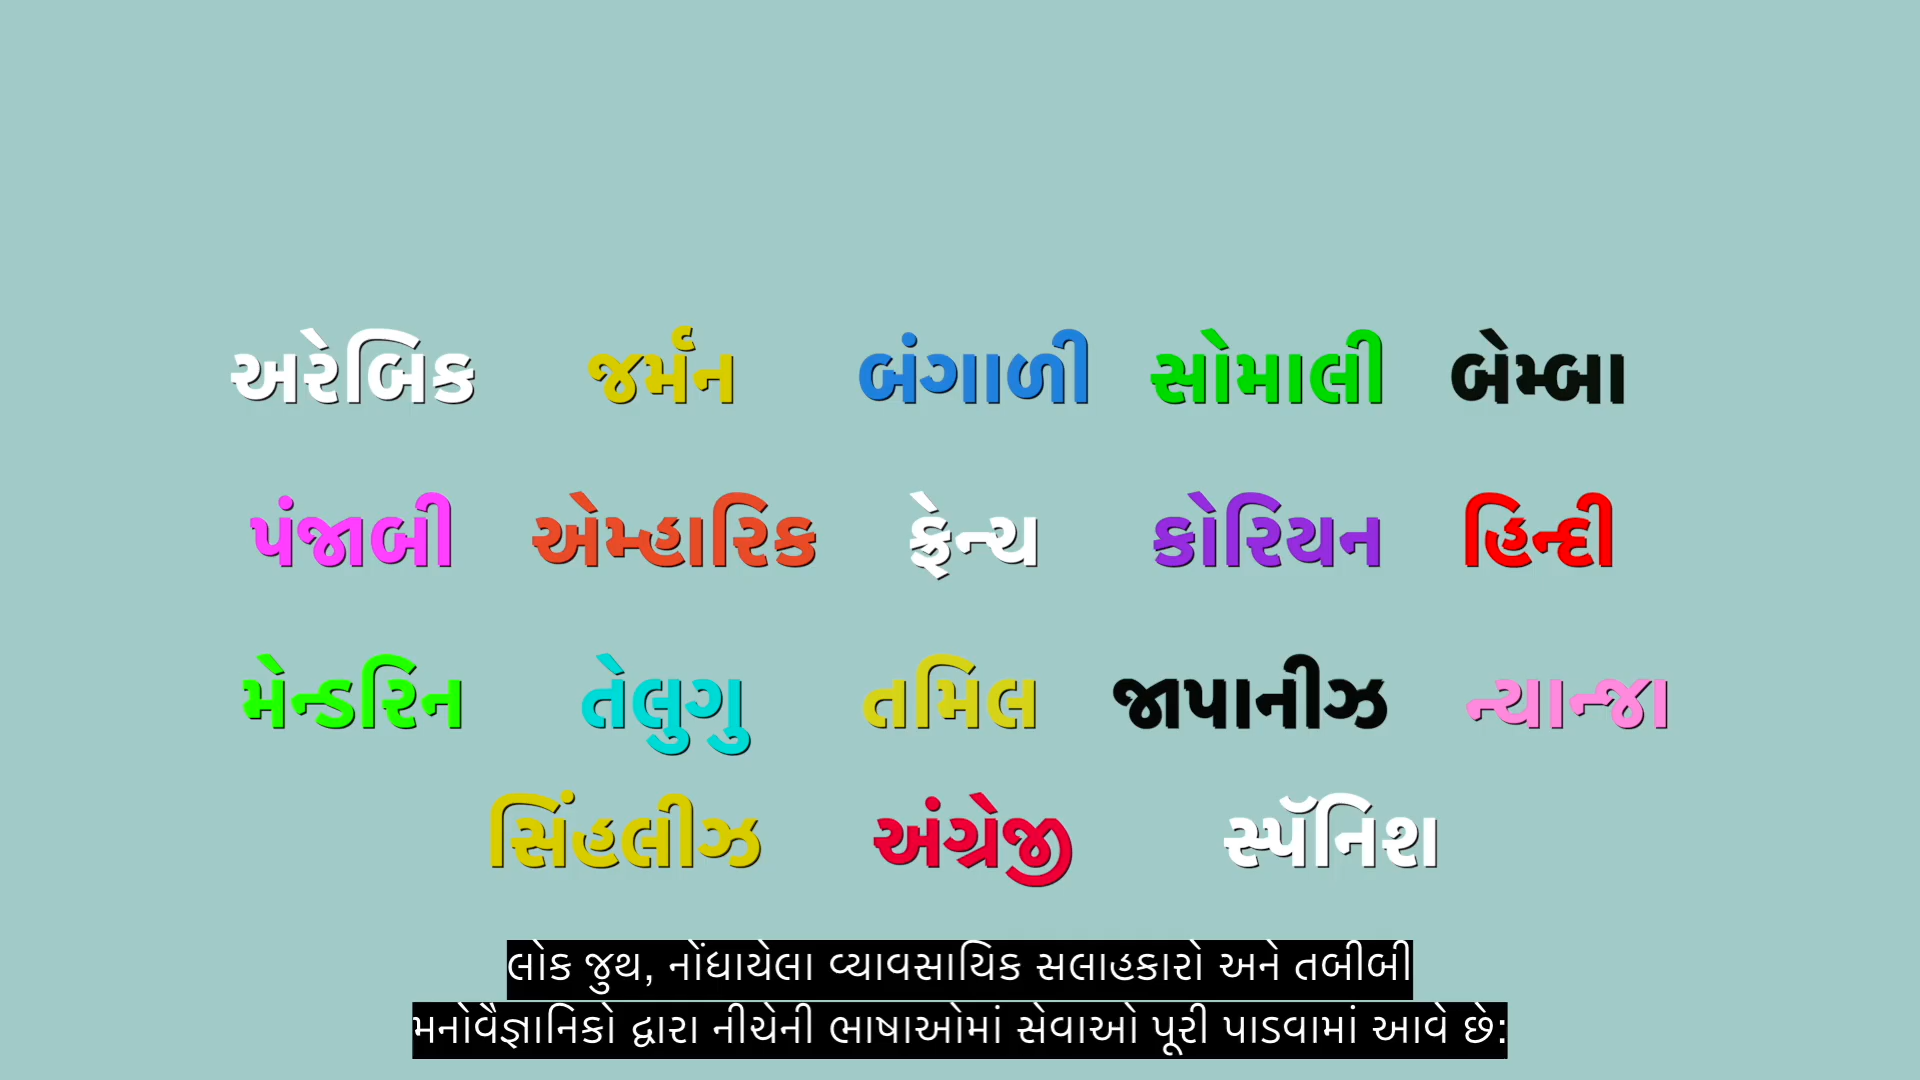 અરેબિક જર્મન બંગાળી સોમાલી બેમ્બા
પંજાબી એમ્હારિક ફ્રેન્ચ કોરિયન હિન્દી
મેન્ડરિન તેલુગુ તમિલ જાપાનીઝ ન્યાન્જા
સિંહલીઝ અંગ્રેજી સ્પૅનિશ
લોક જુથ, નોંધાયેલા વ્યાવસાયિક સલાહકારો અને તબીબી
મનોવૈજ્ઞાનિકો દ્વારા નીચેની ભાષાઓમાં સેવાઓ પૂરી પાડવામાં આવે છે: